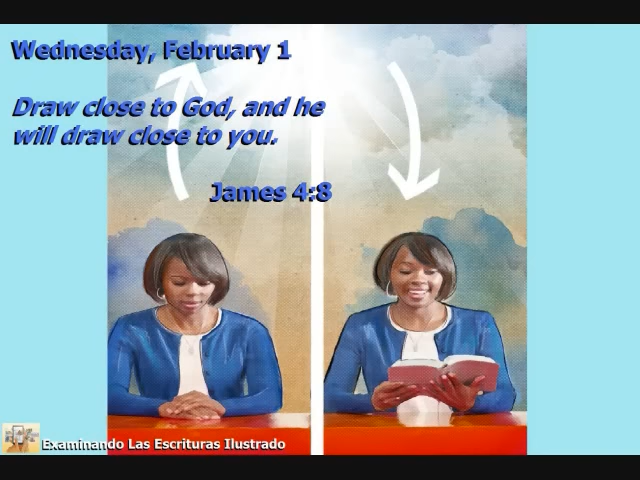 Wednesday, February 1
Draw close to God, and he
will draw close to you.
James 4:8
Examinando Las Escrituras Ilustrado